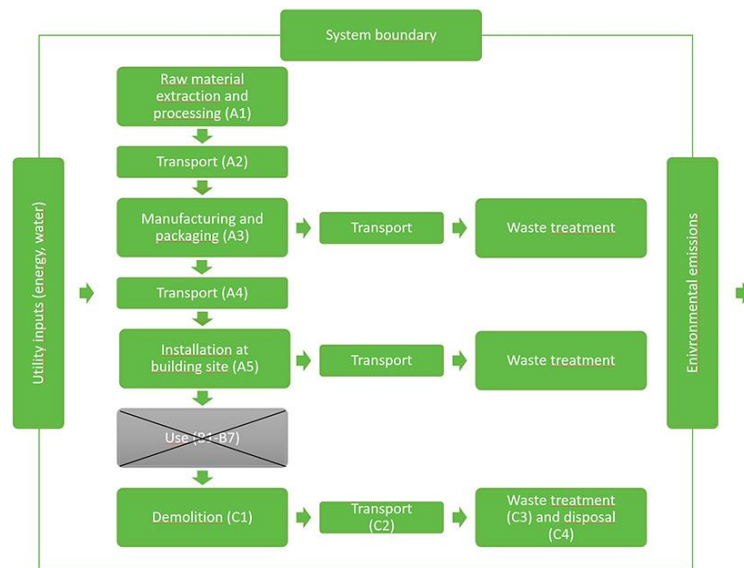 System boundary
Raw material
extraction and
processing (A1)
Transport (A2)
Utility inputs (energy, water)
Manufacturing and
packaging (A3)
Transport
Waste treatment
Enivronmental emissions
Transport (A4)
Installation at
building site (A5)
Transport
Waste treatment
Use (B1-B7)
Demolition (C1)
Transport
(C2)
Waste treatment
(C3) and disposal
(C4)